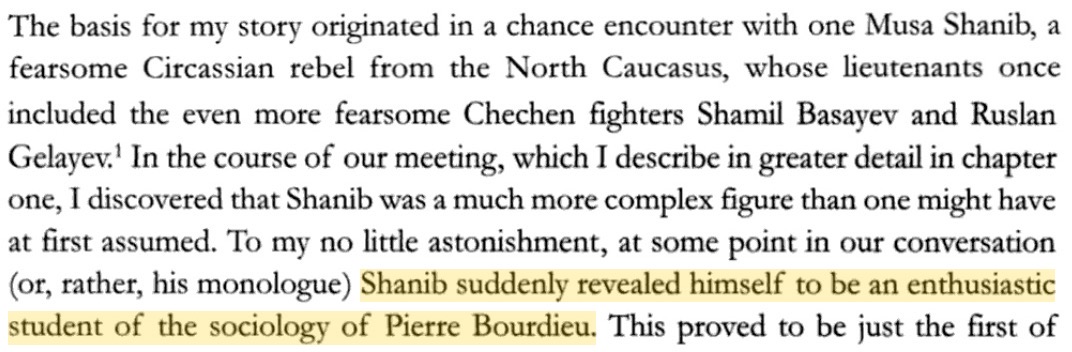 The basis for my story originated in a chance encounter with one Musa Shanib, a
fearsome Circassian rebel from the North Caucasus, whose lieutenants once
included the even more fearsome Chechen fighters Shamil Basayev and Ruslan
Gelayev.¹ In the course of our meeting, which I describe in greater detail in chapter
one, I discovered that Shanib was a much more complex figure than one might have
at first assumed. To my no little astonishment, at some point in our conversation
(or, rather, his monologue) Shanib suddenly revealed himself to be an enthusiastic
student of the sociology of Pierre Bourdieu. This proved to be just the first of